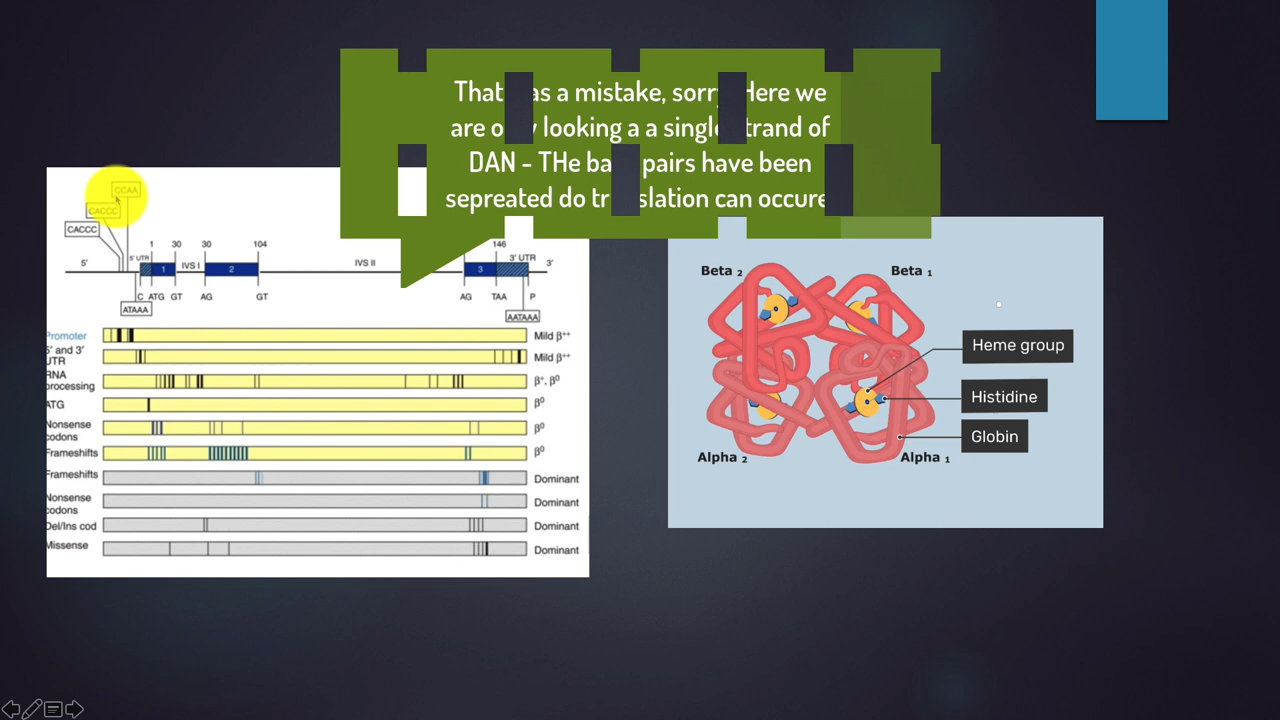 That was a mistake, sorry Here we
are only looking a a single strand of
DAN - THe base pairs have been
sepreated do translation can occure
CCAA
CACCC
CACCC
1 30 30 104 146
5' UTR 3' UTR
5' 1 IVS I 2 IVS II 3 3'
C ATG GT AG GT AG TAA P
ATAAA AATAAA
Promoter Mild β⁺⁺
5' and 3' UTR Mild β⁺⁺
RNA processing β⁺, β⁰
ATG β⁰
Nonsense codons β⁰
Frameshifts β⁰
Frameshifts Dominant
Nonsense codons Dominant
Del/Ins cod Dominant
Missense Dominant
Beta 2 Beta 1
Heme group
Histidine
Globin
Alpha 2 Alpha 1